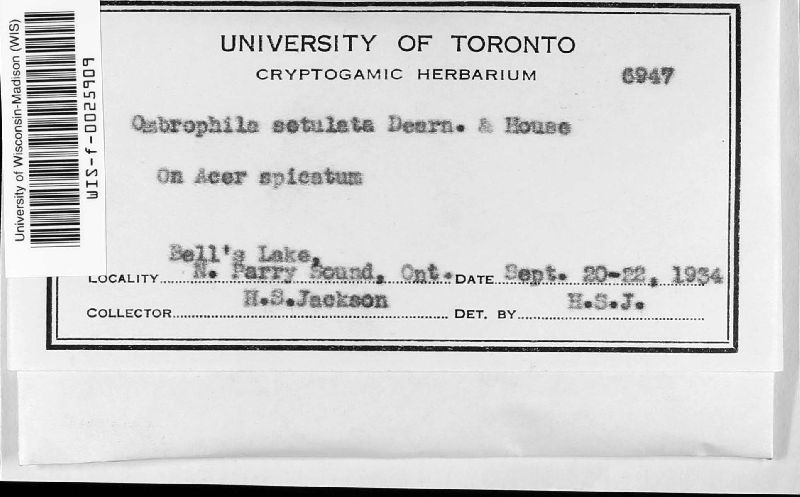 University of Wisconsin-Madison (WIS)
WIS-f-0025909
UNIVERSITY OF TORONTO
CRYPTOGAMIC HERBARIUM 6947
Ombrophila setulata Dearn. & House
On Acer spicatum
Bell's Lake,
LOCALITY N. Parry Sound, Ont. DATE Sept. 20-22, 1934
COLLECTOR H.S.Jackson DET. BY H.S.J.